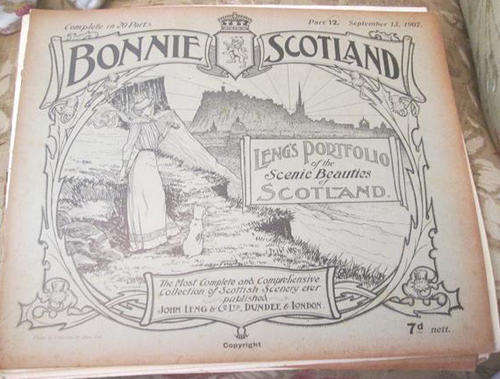 Complete in 20 Parts.
Part 12. September 13, 1907.
BONNIE SCOTLAND
LENG'S PORTFOLIO
of the
Scenic Beauties
of
SCOTLAND.
The Most Complete and Comprehensive
Collection of Scottish Scenery ever
published.
JOHN LENG & Co LTD, DUNDEE & LONDON.
7d nett.
Copyright